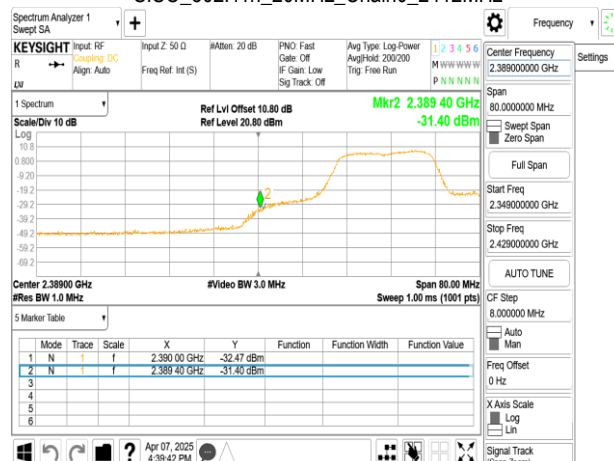 Spectrum Analyzer 1
Swept SA
Frequency
Settings
KEYSIGHT
R
LXI
Input: RF
Coupling: DC
Align: Auto
Input Z: 50 Ω
Freq Ref: Int (S)
#Atten: 20 dB
PNO: Fast
Gate: Off
IF Gain: Low
Sig Track: Off
Avg Type: Log-Power
Avg|Hold: 200/200
Trig: Free Run
1 2 3 4 5 6
M W W W W W
P N N N N N
1 Spectrum
Scale/Div 10 dB
Ref Lvl Offset 10.80 dB
Ref Level 20.80 dBm
Mkr2 2.389 40 GHz
-31.40 dBm
Log
10.8
0.800
-9.20
-19.2
-29.2
-39.2
-49.2
-59.2
-69.2
2
Center 2.38900 GHz
#Res BW 1.0 MHz
#Video BW 3.0 MHz
Span 80.00 MHz
Sweep 1.00 ms (1001 pts)
5 Marker Table
Mode Trace Scale X Y Function Function Width Function Value
1 N 1 f 2.390 00 GHz -32.47 dBm
2 N 1 f 2.389 40 GHz -31.40 dBm
3
4
5
6
Apr 07, 2025
4:39:42 PM
Center Frequency
2.389000000 GHz
Span
80.0000000 MHz
Swept Span
Zero Span
Full Span
Start Freq
2.349000000 GHz
Stop Freq
2.429000000 GHz
AUTO TUNE
CF Step
8.000000 MHz
Auto
Man
Freq Offset
0 Hz
X Axis Scale
Log
Lin
Signal Track